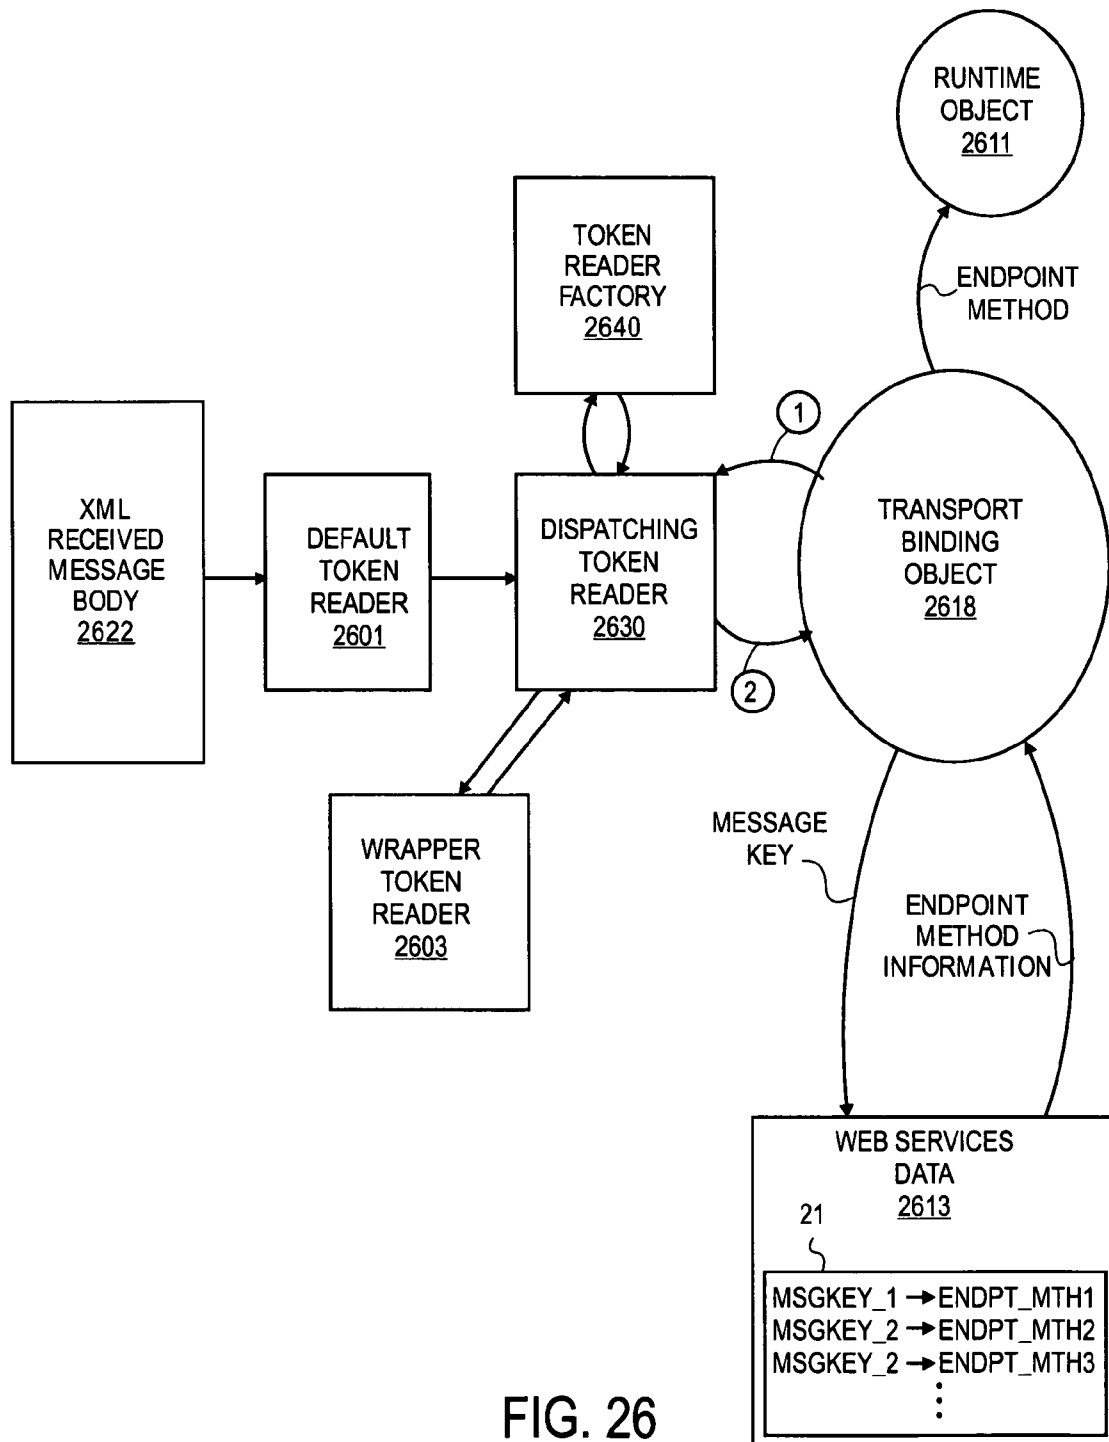 RUNTIME
OBJECT
2611
TOKEN
READER
FACTORY
2640
ENDPOINT
METHOD
1
XML
RECEIVED
MESSAGE
BODY
2622
DEFAULT
TOKEN
READER
2601
DISPATCHING
TOKEN
READER
2630
TRANSPORT
BINDING
OBJECT
2618
2
WRAPPER
TOKEN
READER
2603
MESSAGE
KEY
ENDPOINT
METHOD
INFORMATION
WEB SERVICES
DATA
2613
21
MSGKEY_1 → ENDPT_MTH1
MSGKEY_2 → ENDPT_MTH2
MSGKEY_2 → ENDPT_MTH3
⋮
FIG. 26